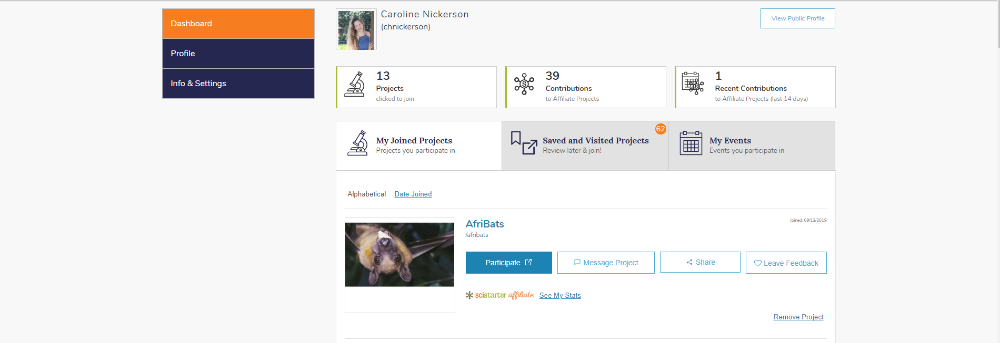 Dashboard
Profile
Info & Settings
Caroline Nickerson
(chnickerson)
View Public Profile
13
Projects
clicked to join
39
Contributions
to Affiliate Projects
1
Recent Contributions
to Affiliate Projects (last 14 days)
My Joined Projects
Projects you participate in
62
Saved and Visited Projects
Review later & join!
My Events
Events you participate in
Alphabetical Date Joined
AfriBats
/afribats
Joined: 09/13/2019
Participate
Message Project
Share
Leave Feedback
scistarter affiliate See My Stats
Remove Project